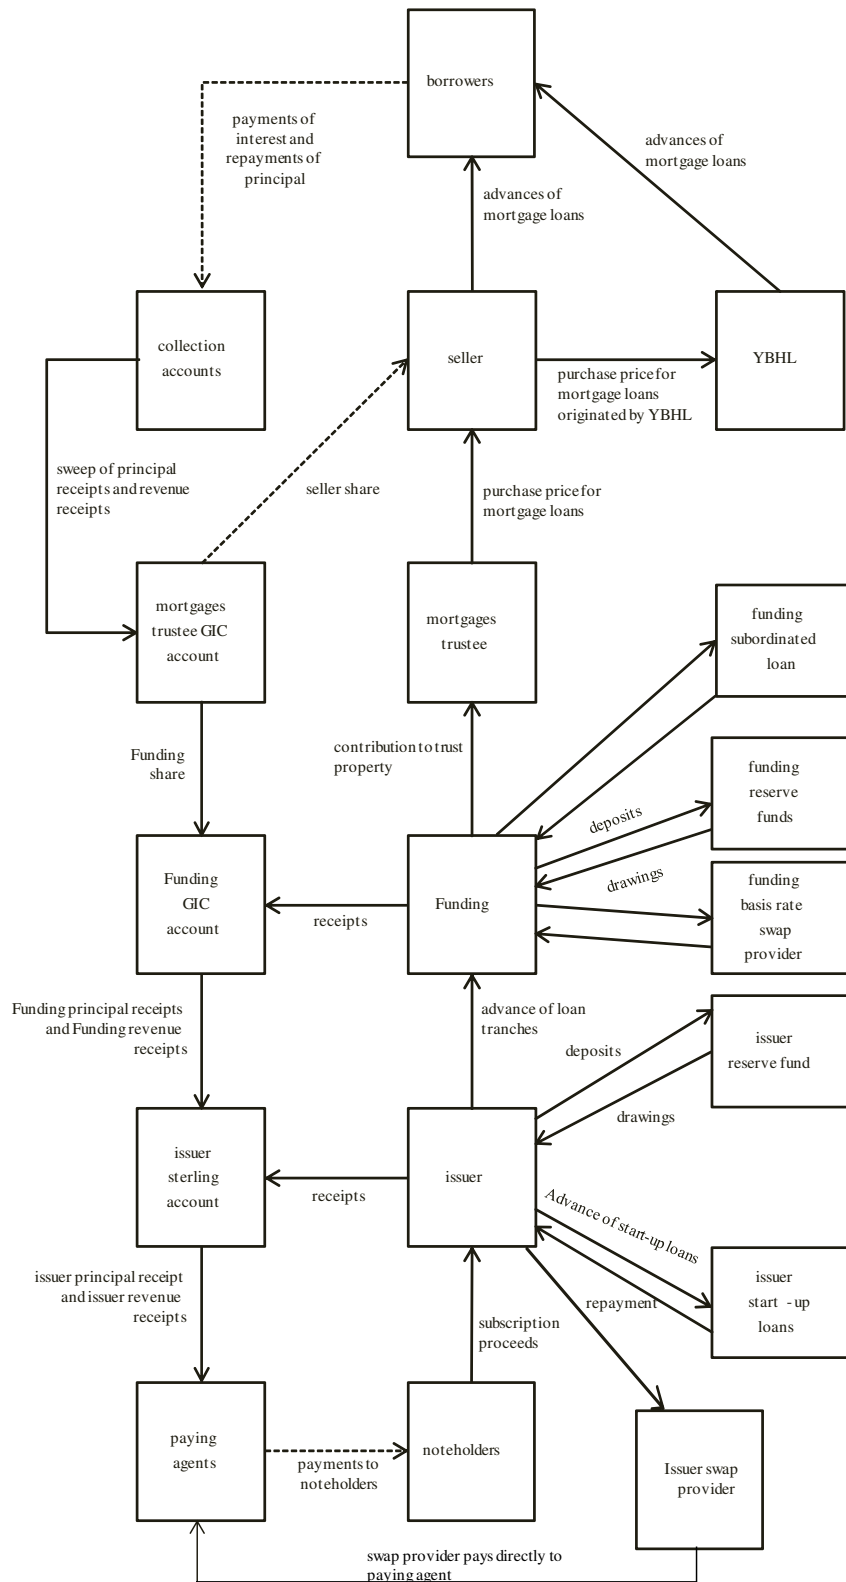 borrowers
payments of
interest and
repayments of
principal
advances of
mortgage loans
advances of
mortgage loans
collection
accounts
seller
YBHL
purchase price for
mortgage loans
originated by YBHL
sweep of principal
receipts and revenue
receipts
seller share
purchase price for
mortgage loans
mortgages
trustee GIC
account
mortgages
trustee
funding
subordinated
loan
Funding
share
contribution to trust
property
funding
reserve
funds
deposits
drawings
Funding
GIC
account
receipts
Funding
funding
basis rate
swap
provider
Funding principal receipts
and Funding revenue
receipts
advance of loan
tranches
deposits
issuer
reserve fund
drawings
issuer
sterling
account
receipts
issuer
Advance of start-up loans
issuer principal receipt
and issuer revenue
receipts
repayment
issuer
start -up
loans
subscription
proceeds
paying
agents
payments to
noteholders
noteholders
Issuer swap
provider
swap provider pays directly to
paying agent